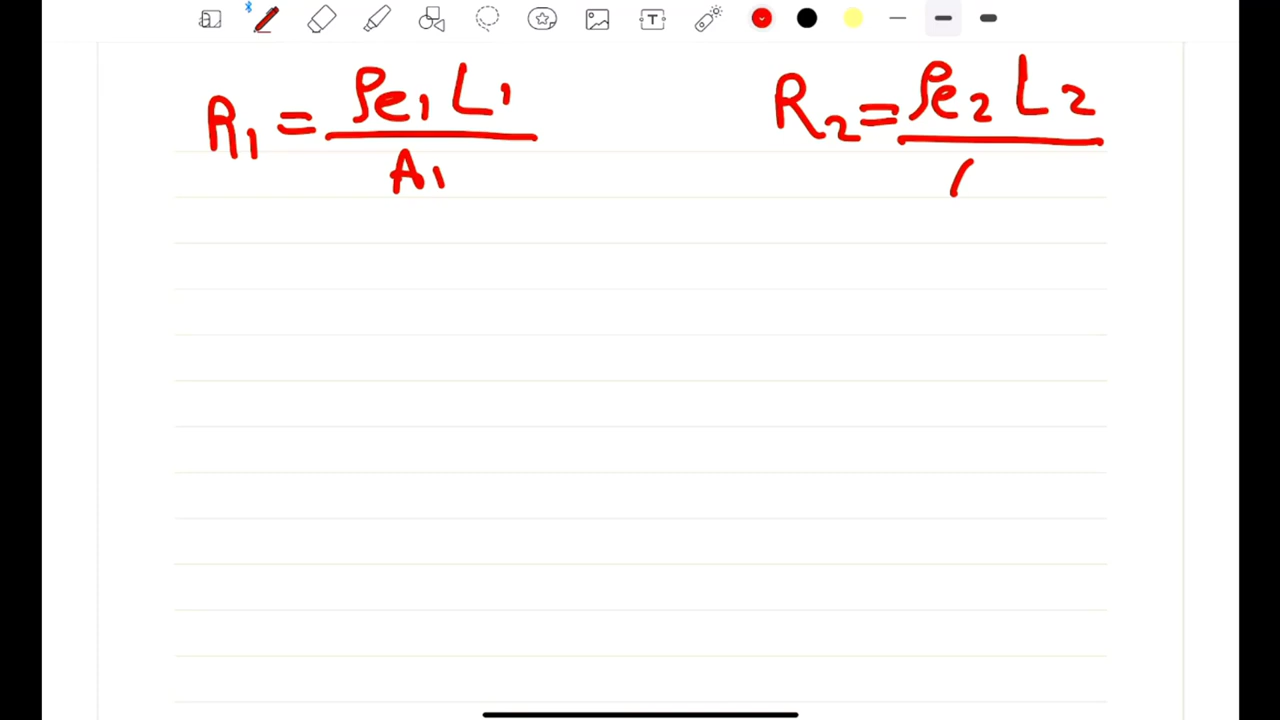 R₁ = ρe₁ L₁ / A₁
R₂ = ρe₂ L₂ /